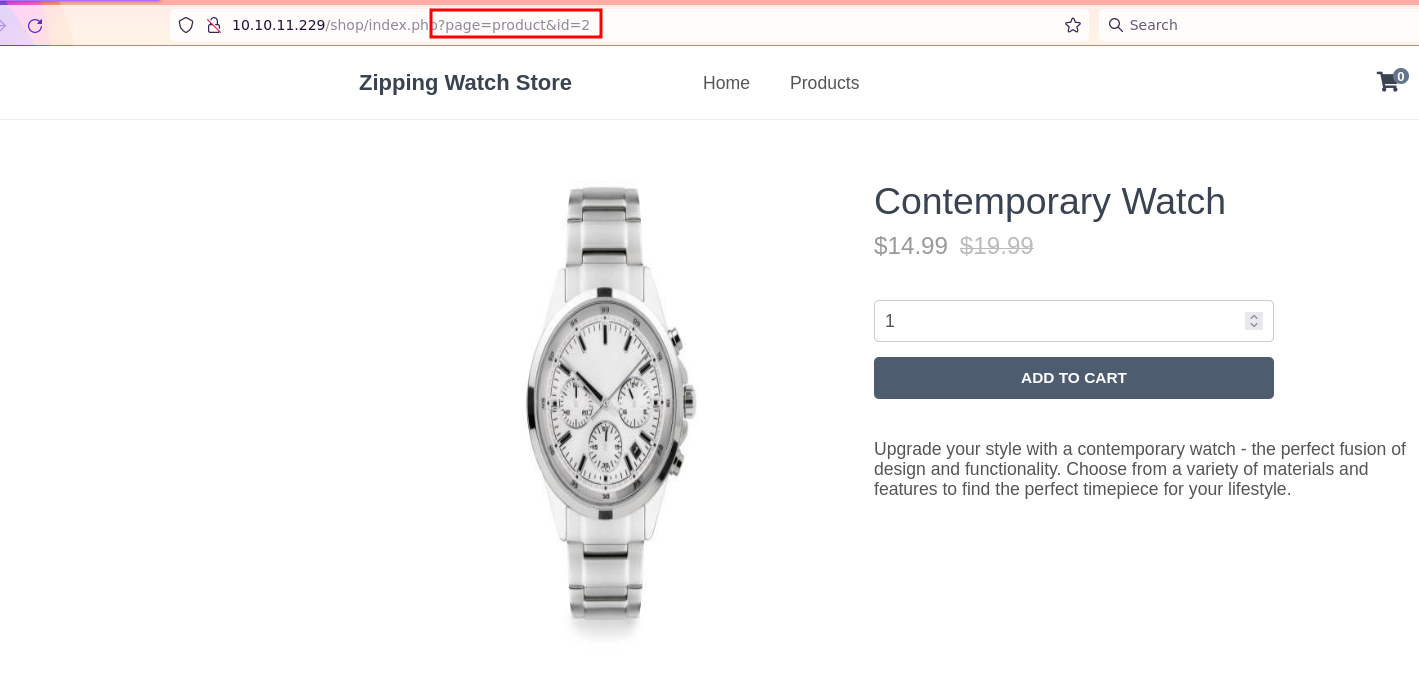 10.10.11.229/shop/index.php?page=product&id=2
Search
Zipping Watch Store
Home
Products
0
Contemporary Watch
$14.99 $19.99
1
ADD TO CART
Upgrade your style with a contemporary watch - the perfect fusion of
design and functionality. Choose from a variety of materials and
features to find the perfect timepiece for your lifestyle.